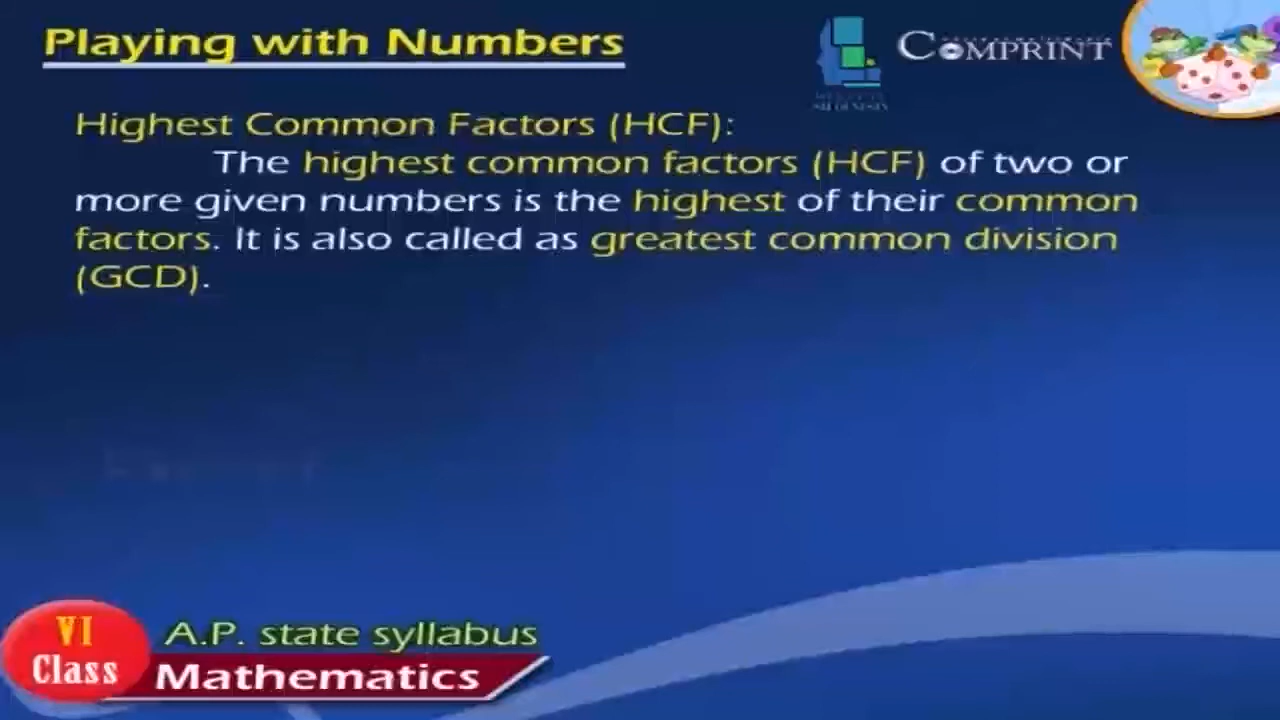 Playing with Numbers
COMPRINT
Highest Common Factors (HCF):
The highest common factors (HCF) of two or
more given numbers is the highest of their common
factors. It is also called as greatest common division
(GCD).
VI
Class
A.P. state syllabus
Mathematics